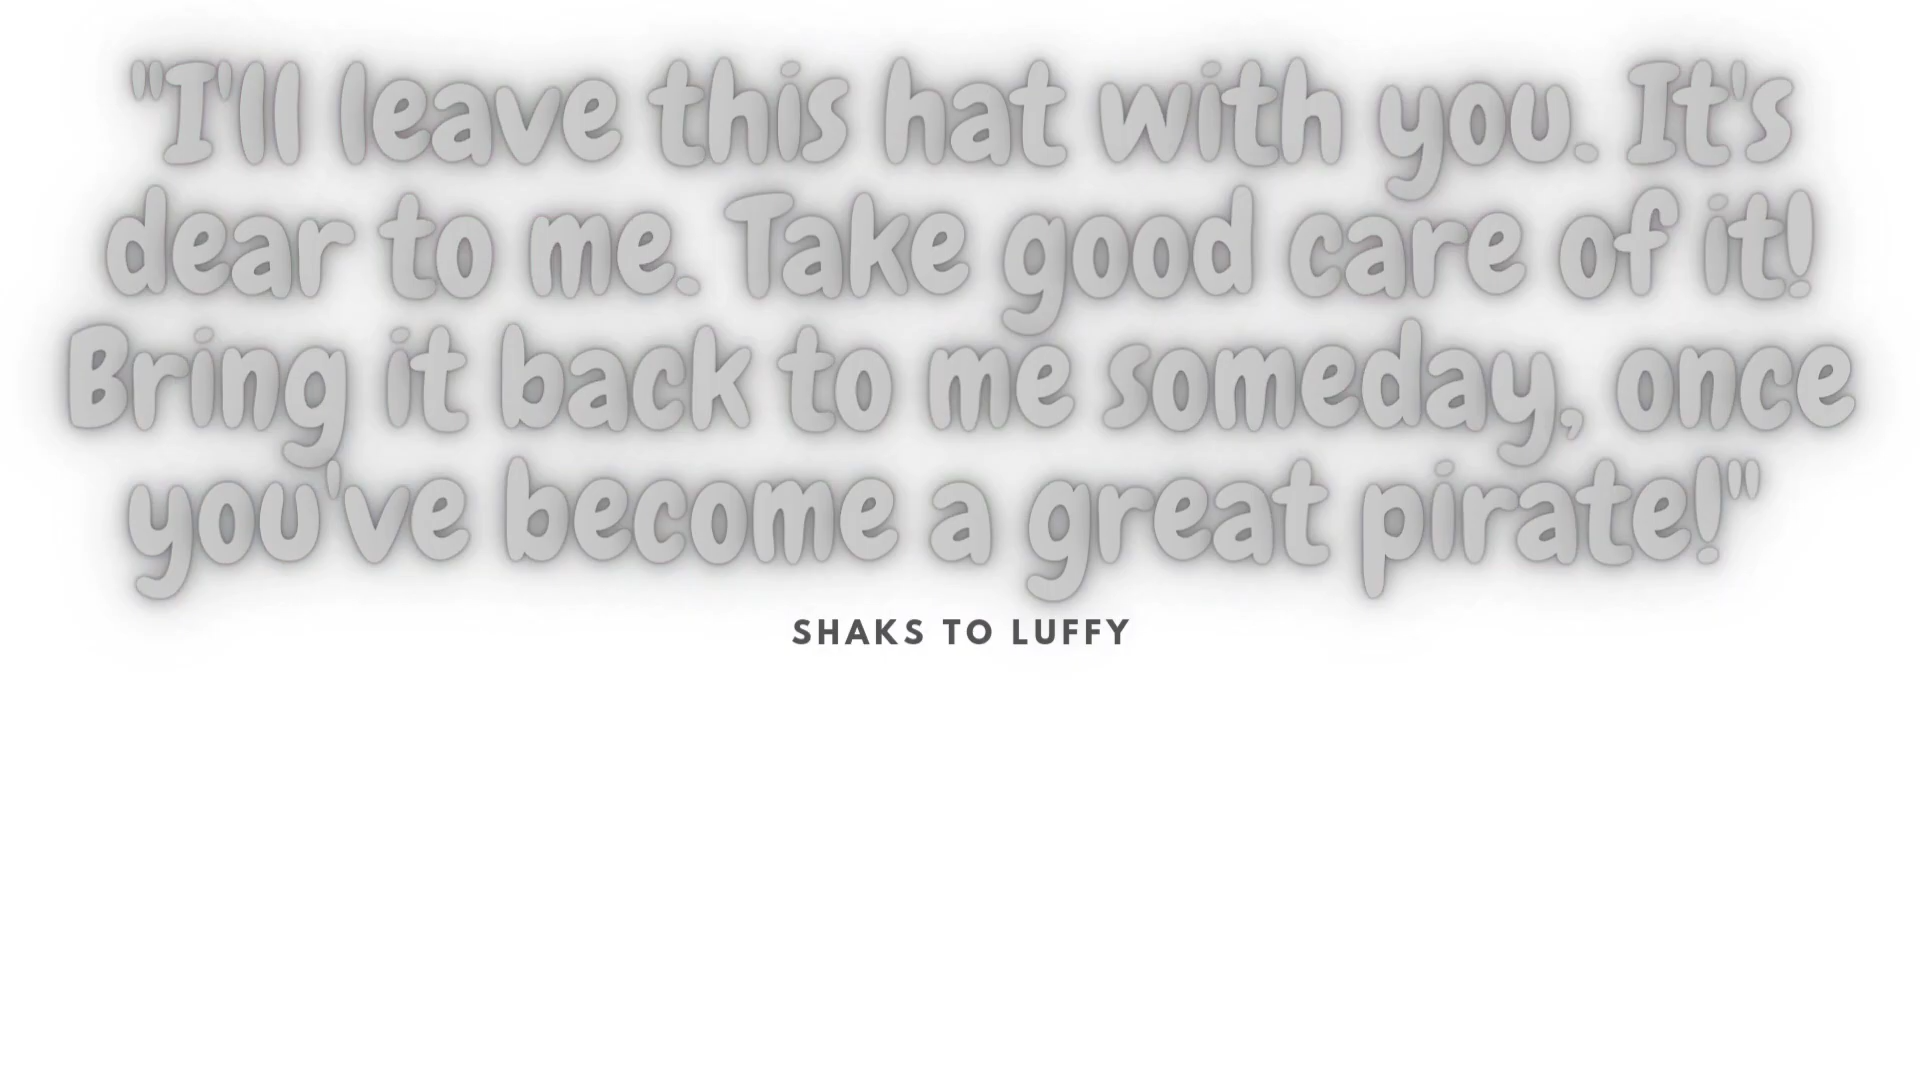 "I'll leave this hat with you. It's
dear to me. Take good care of it!
Bring it back to me someday, once
you've become a great pirate!"
SHAKS TO LUFFY